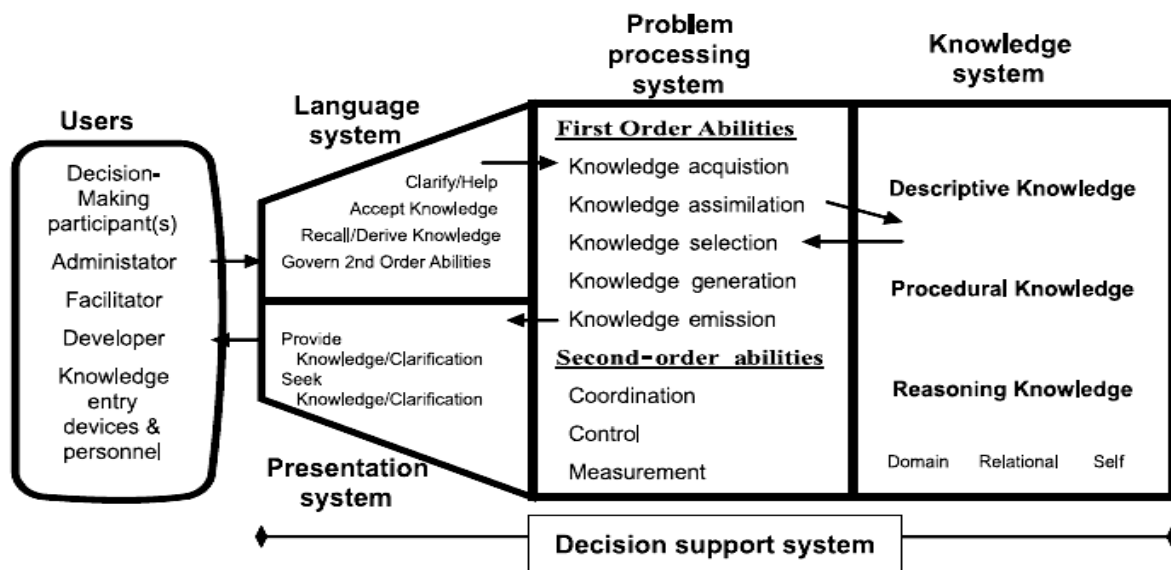 Users
Decision-
Making
participant(s)
Administator
Facilitator
Developer
Knowledge
entry
devices &
personnel
Language
system
Clarify/Help
Accept Knowledge
Recall/Derive Knowledge
Govern 2nd Order Abilities
Provide
Knowledge/Clarification
Seek
Knowledge/Clarification
Presentation
system
Problem
processing
system
First Order Abilities
Knowledge acquistion
Knowledge assimilation
Knowledge selection
Knowledge generation
Knowledge emission
Second-order abilities
Coordination
Control
Measurement
Knowledge
system
Descriptive Knowledge
Procedural Knowledge
Reasoning Knowledge
Domain Relational Self
Decision support system